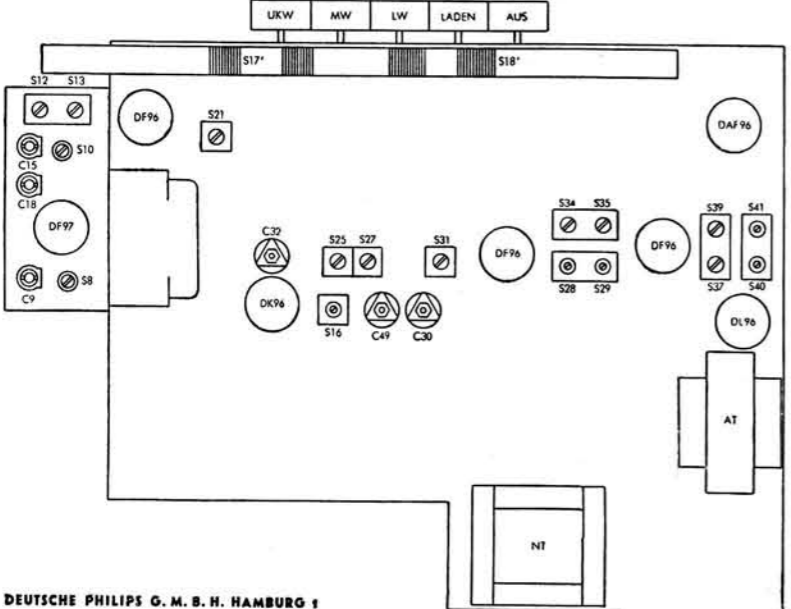 UKW MW LW LADEN AUS
S17* S18*
S12 S13
DF96
S21
DAF96
C15 S10
C18
S34 S35 S39 S41
DF97
C32
S25 S27 S31 DF96 DF96
C9 S8
DK96
S28 S29 S37 S40
S16 C49 C30
DL96
AT
NT
DEUTSCHE PHILIPS G. M. B. H. HAMBURG 1